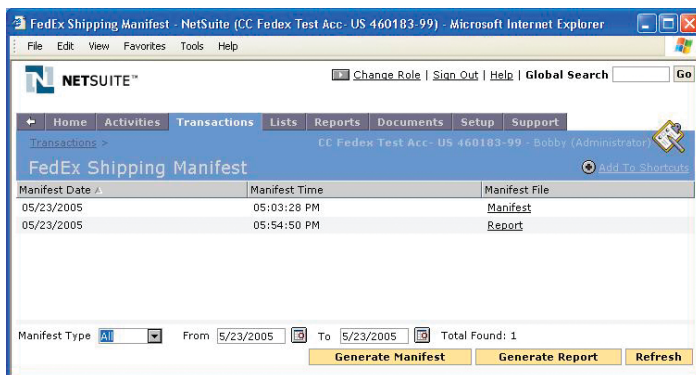 FedEx Shipping Manifest - NetSuite (CC Fedex Test Acc- US 460183-99) - Microsoft Internet Explorer
File Edit View Favorites Tools Help
N NETSUITE™ Change Role | Sign Out | Help | Global Search Go
Home Activities Transactions Lists Reports Documents Setup Support
Transactions > CC Fedex Test Acc- US 460183-99 - Bobby (Administrator)
FedEx Shipping Manifest Add To Shortcuts
Manifest Date Manifest Time Manifest File
05/23/2005 05:03:28 PM Manifest
05/23/2005 05:54:50 PM Report
Manifest Type All From 5/23/2005 To 5/23/2005 Total Found: 1
Generate Manifest Generate Report Refresh